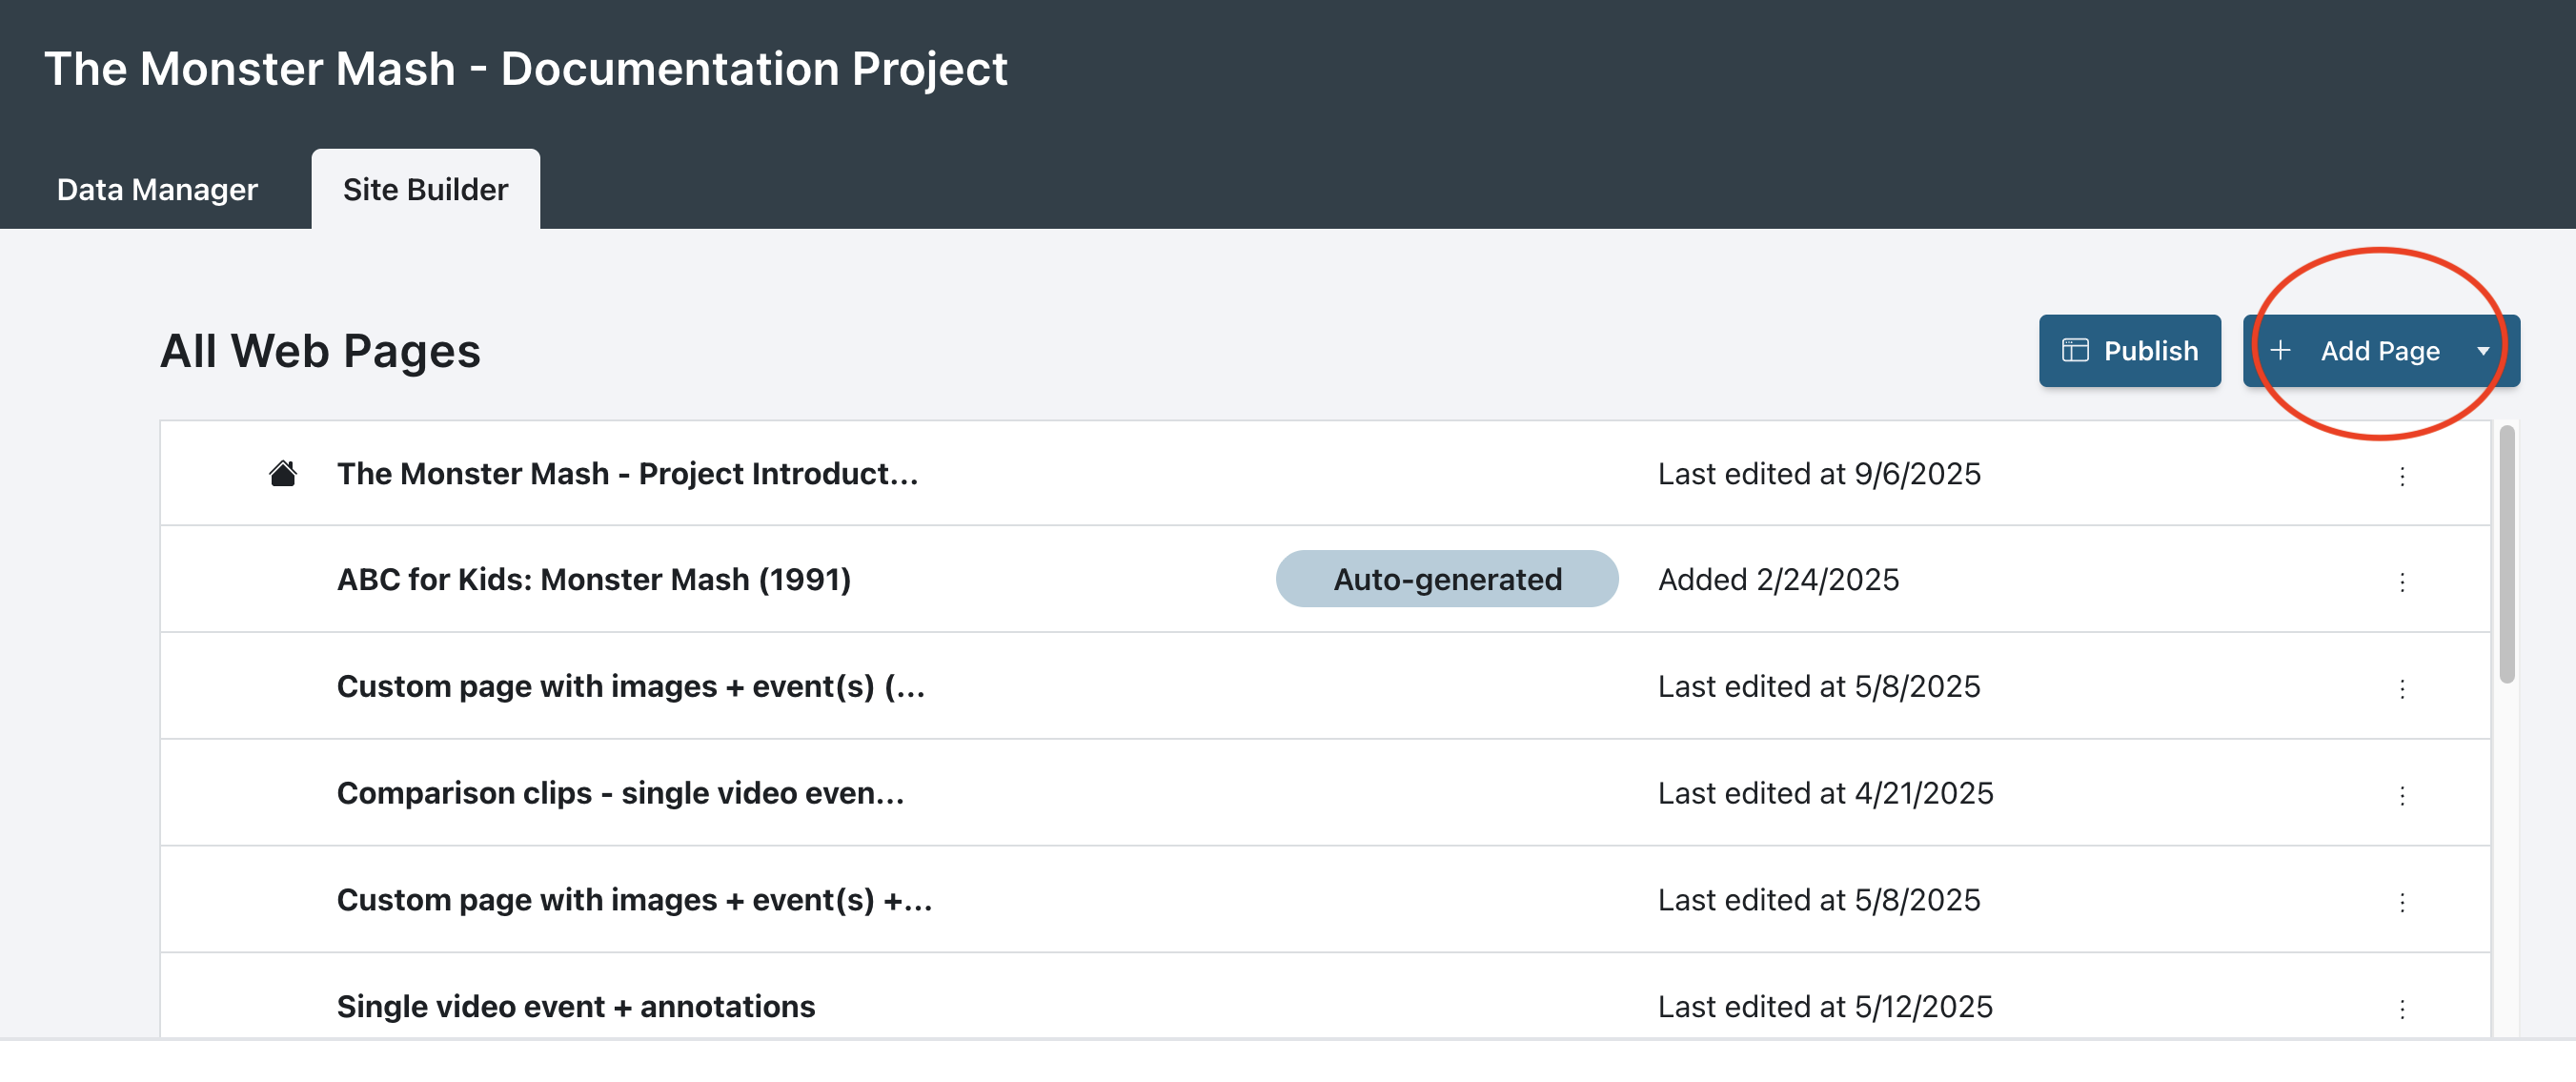 The Monster Mash - Documentation Project
Data Manager
Site Builder
All Web Pages
Publish
+ Add Page
The Monster Mash - Project Introduct...
Last edited at 9/6/2025
ABC for Kids: Monster Mash (1991)
Auto-generated
Added 2/24/2025
Custom page with images + event(s) (...
Last edited at 5/8/2025
Comparison clips - single video even...
Last edited at 4/21/2025
Custom page with images + event(s) +...
Last edited at 5/8/2025
Single video event + annotations
Last edited at 5/12/2025